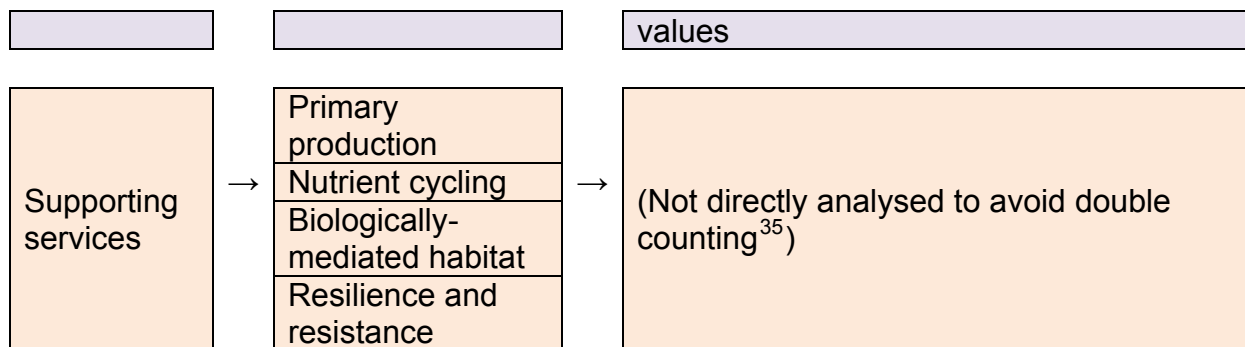 values
Supporting
services
→
Primary
production
Nutrient cycling
Biologically-
mediated habitat
Resilience and
resistance
→
(Not directly analysed to avoid double
counting35)